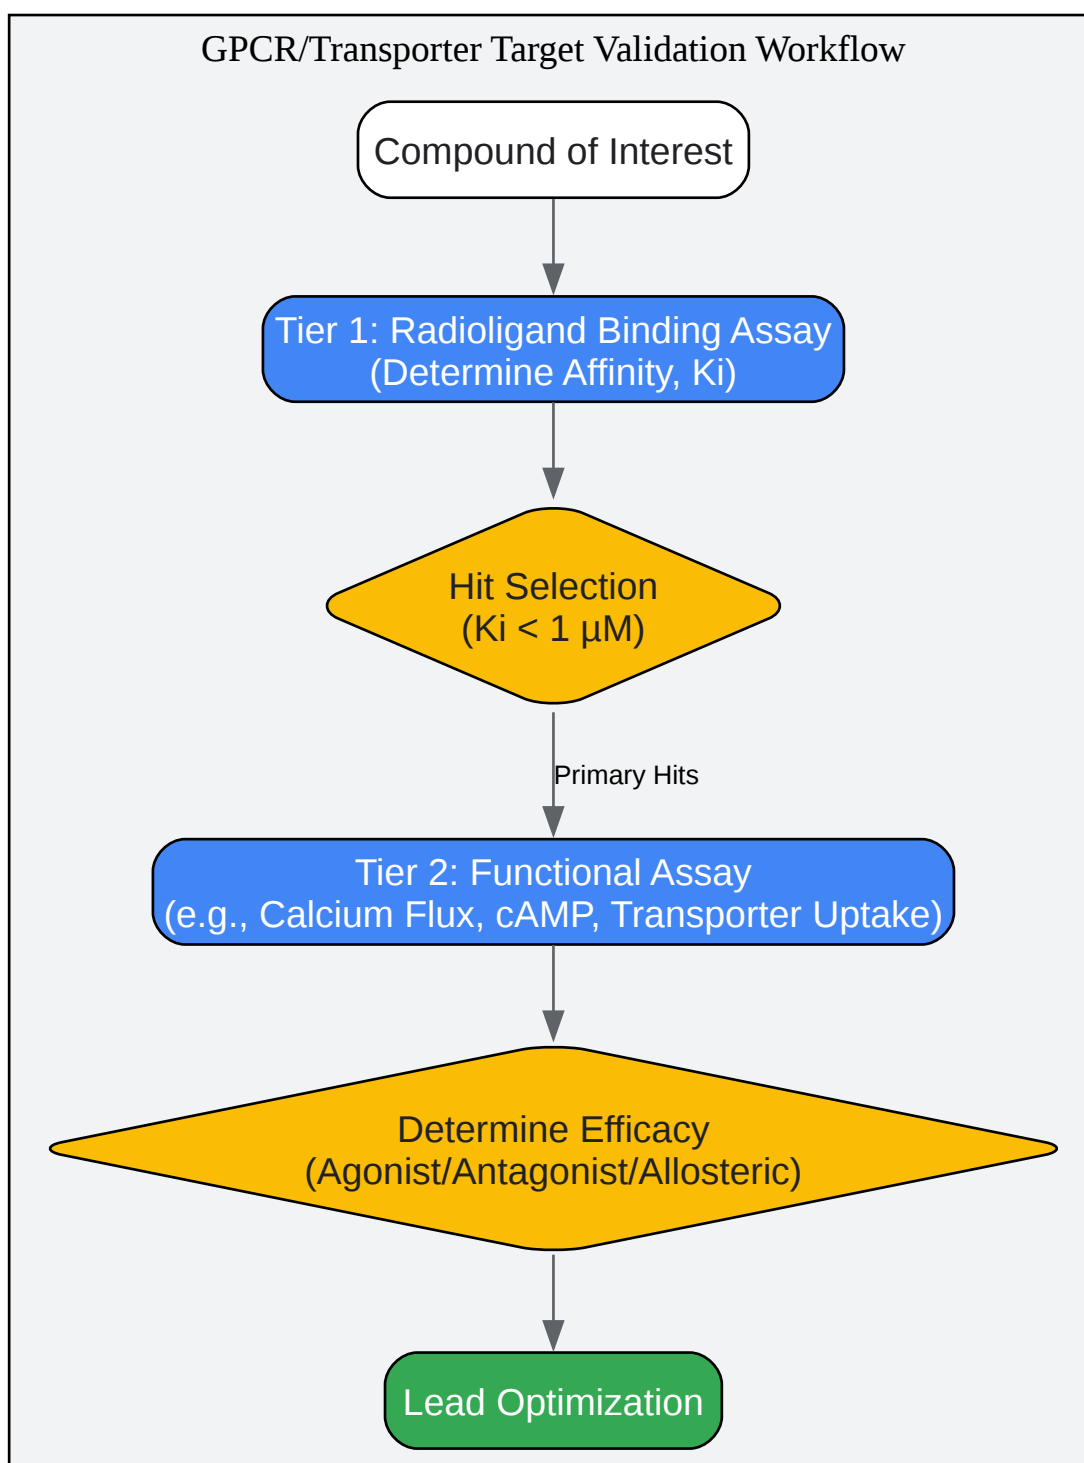 GPCR/Transporter Target Validation Workflow
Compound of Interest
Tier 1: Radioligand Binding Assay
(Determine Affinity, Ki)
Hit Selection
(Ki < 1 µM)
Primary Hits
Tier 2: Functional Assay
(e.g., Calcium Flux, cAMP, Transporter Uptake)
Determine Efficacy
(Agonist/Antagonist/Allosteric)
Lead Optimization